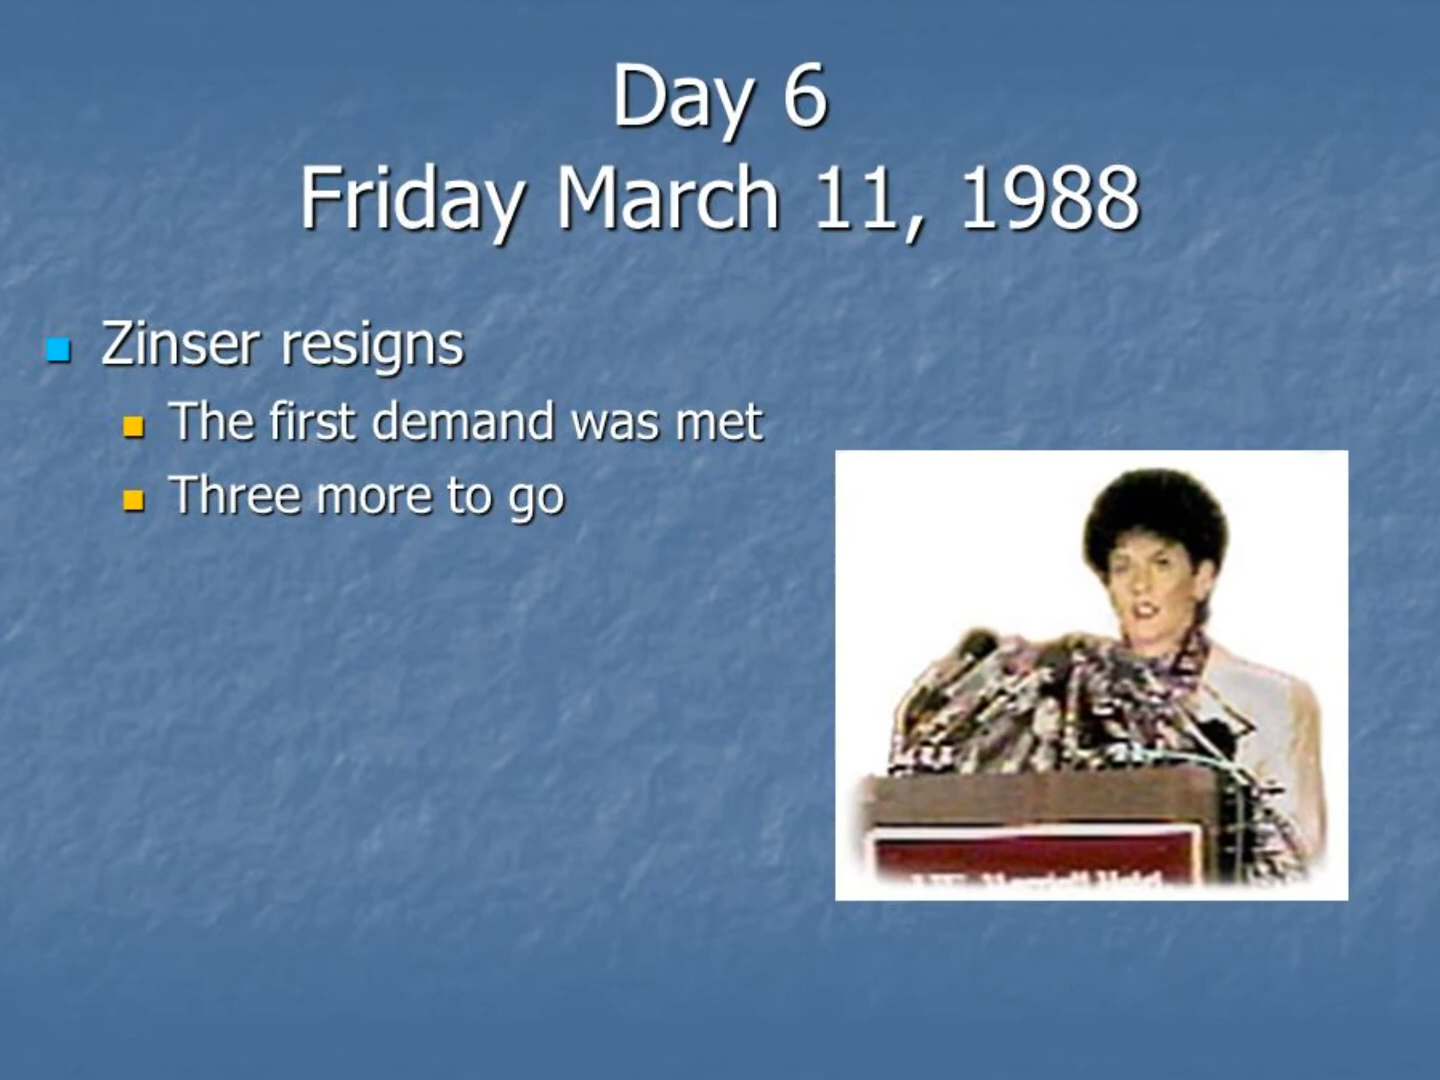 Day 6
Friday March 11, 1988
Zinser resigns
The first demand was met
Three more to go